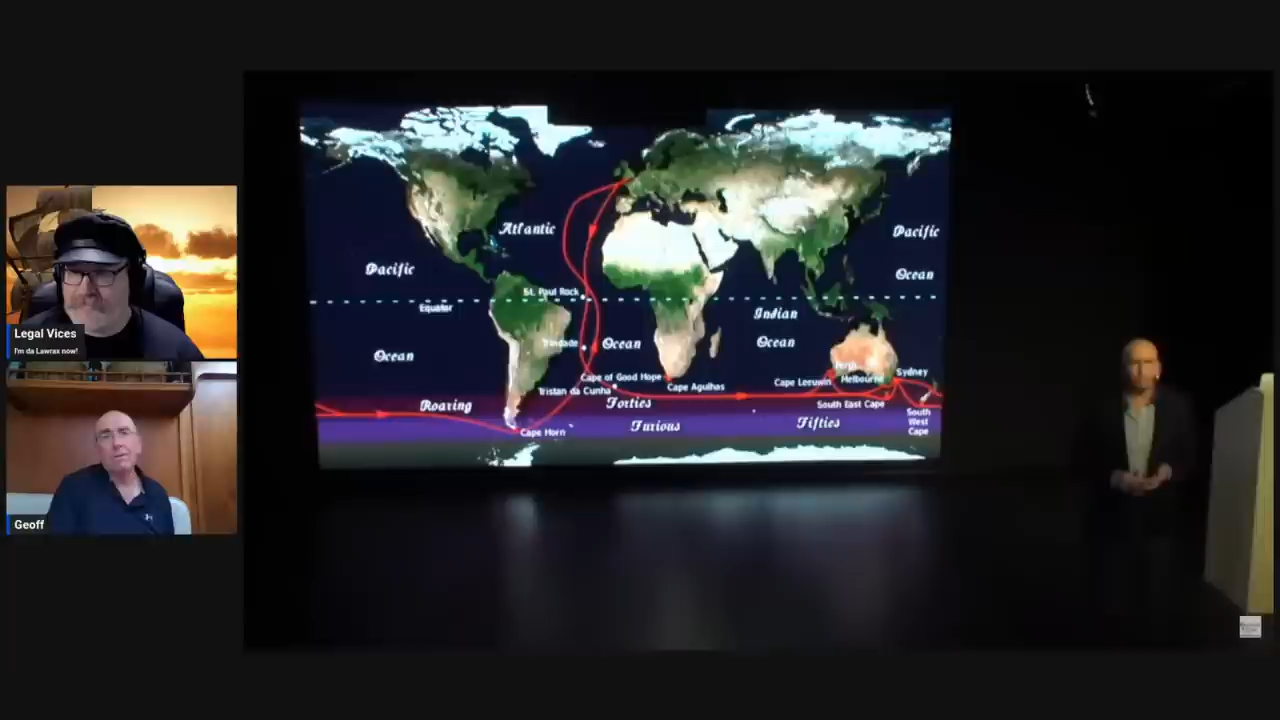 Legal Vices
I'm da Lawrax now!
Geoff
Atlantic
Pacific
Pacific
Ocean
St. Paul Rock
Equator
Indian
Trindade
Ocean
Ocean
Ocean
Perth
Sydney
Cape of Good Hope
Cape Agulhas
Cape Leeuwin
Melbourne
Tristan da Cunha
Roaring
Forties
South East Cape
South
West
Cape
Cape Horn
Furious
Fifties